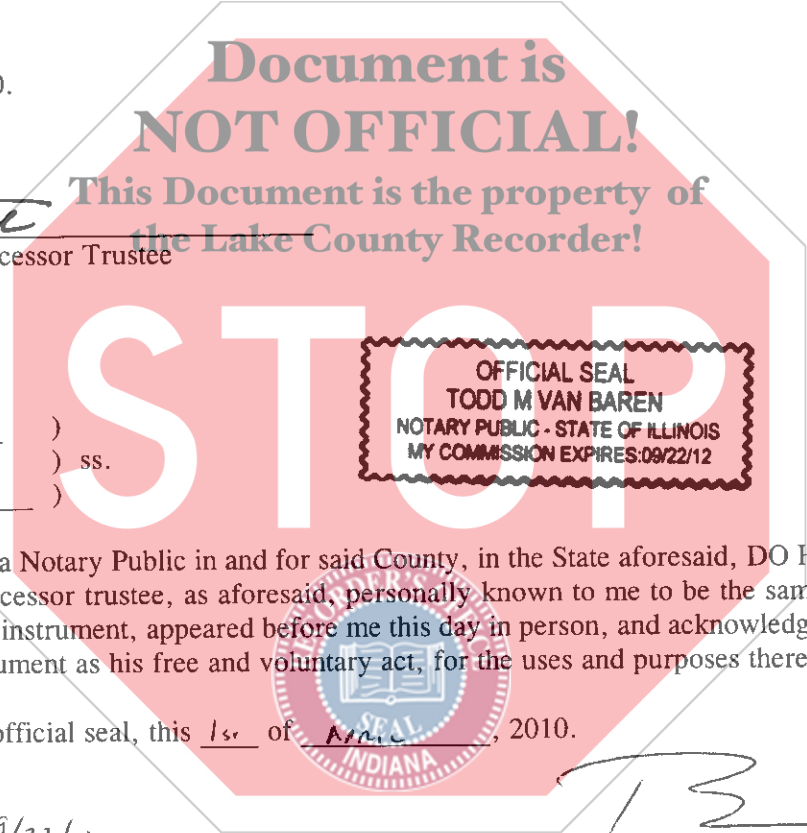 Document is
NOT OFFICIAL!
This Document is the property of
the Lake County Recorder!
cessor Trustee
STOP
OFFICIAL SEAL
TODD M VAN BAREN
NOTARY PUBLIC - STATE OF ILLINOIS
MY COMMISSION EXPIRES:09/22/12
)
) ss.
)
a Notary Public in and for said County, in the State aforesaid, DO H
cessor trustee, as aforesaid, personally known to me to be the sam
instrument, appeared before me this day in person, and acknowledg
ument as his free and voluntary act, for the uses and purposes there
official seal, this 1st of April, 2010.
SEAL
INDIANA